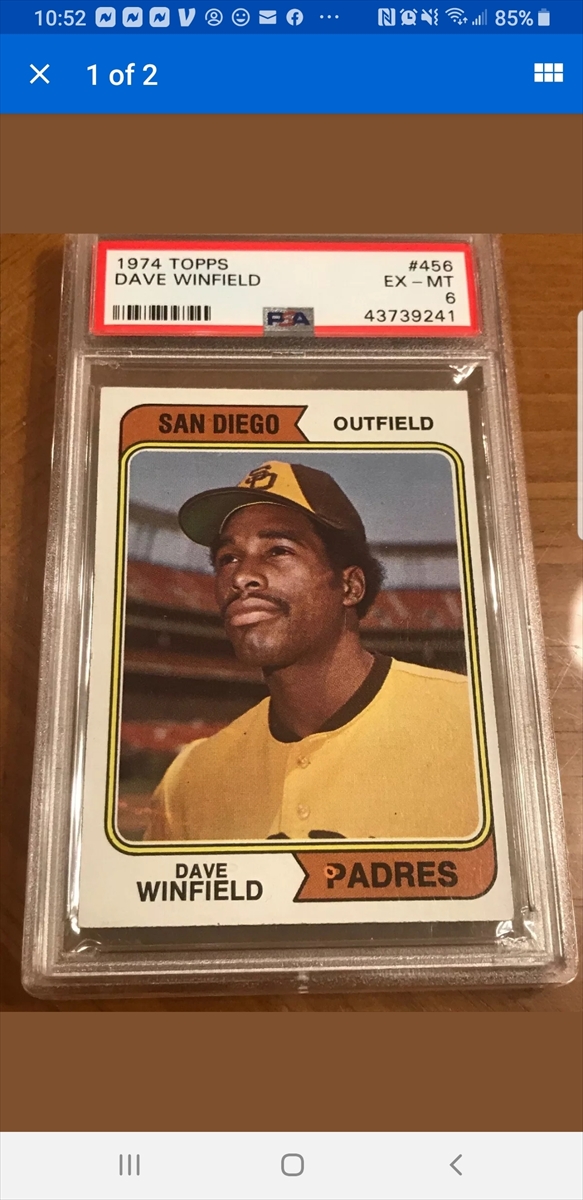 10:52
85%
1 of 2
1974 TOPPS #456
DAVE WINFIELD EX - MT
6
PSA 43739241
SAN DIEGO OUTFIELD
SD
DAVE
WINFIELD
PADRES